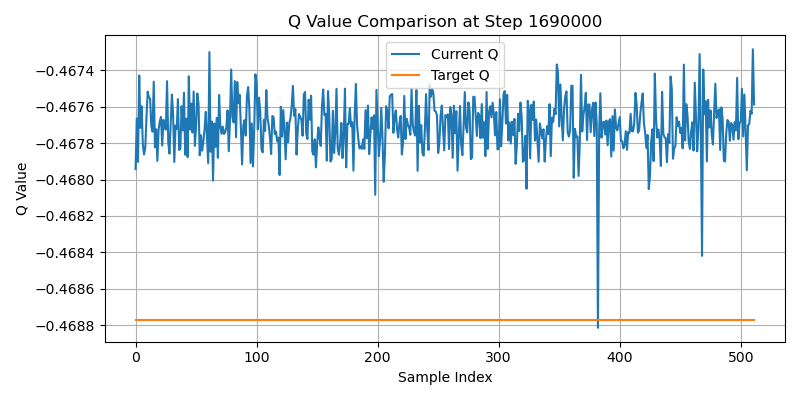 Q Value Comparison at Step 1690000
Current Q
Target Q
−0.4674
−0.4676
−0.4678
−0.4680
−0.4682
−0.4684
−0.4686
−0.4688
Q Value
0 100 200 300 400 500
Sample Index